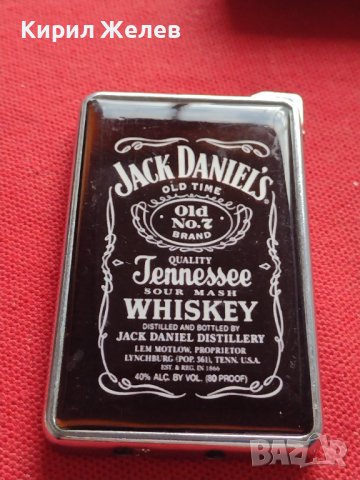 Кирил Желев
JACK DANIEL'S
OLD TIME
Old
No.7
BRAND
QUALITY
Tennessee
SOUR MASH
WHISKEY
DISTILLED AND BOTTLED BY
JACK DANIEL DISTILLERY
LEM MOTLOW, PROPRIETOR
LYNCHBURG (POP. 361), TENN. U.S.A.
EST. & REG. IN 1866
40% ALC. BY VOL. (80 PROOF)
bazar